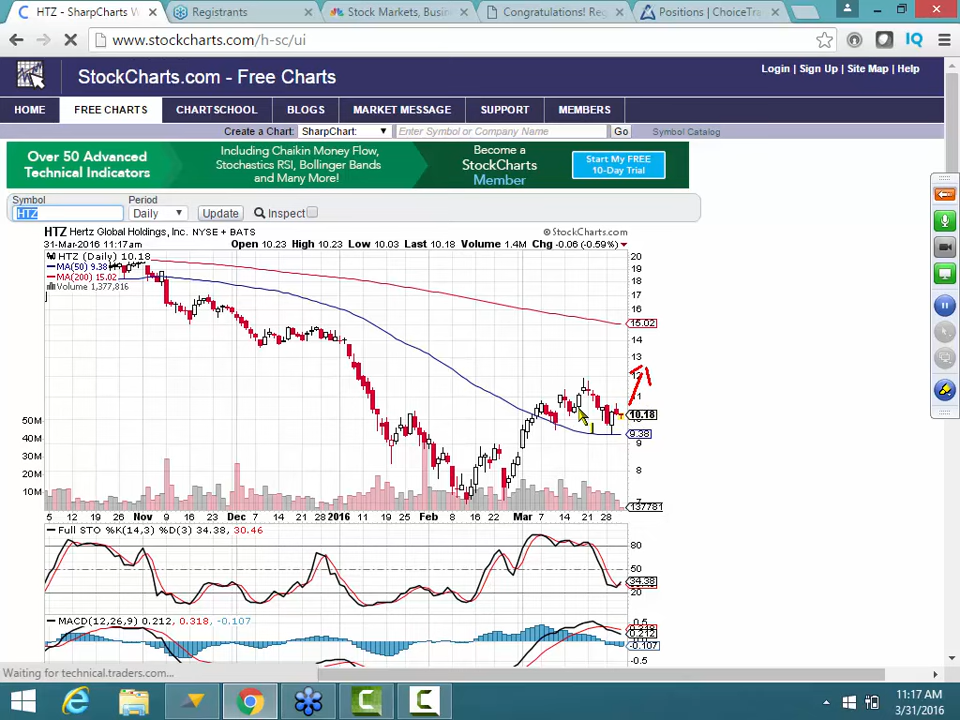 HTZ - SharpCharts W
Registrants
Stock Markets, Busin
Congratulations! Reg
Positions | ChoiceTra
www.stockcharts.com/h-sc/ui
IQ
StockCharts.com - Free Charts
Login | Sign Up | Site Map | Help
HOME FREE CHARTS CHARTSCHOOL BLOGS MARKET MESSAGE SUPPORT MEMBERS
Create a Chart: SharpChart: Enter Symbol or Company Name Go Symbol Catalog
Over 50 Advanced
Technical Indicators
Including Chaikin Money Flow,
Stochastics RSI, Bollinger Bands
and Many More!
Become a
StockCharts
Member
Start My FREE
10-Day Trial
Symbol Period
HTZ Daily Update Inspect
HTZ Hertz Global Holdings, Inc. NYSE + BATS © StockCharts.com
31-Mar-2016 11:17am Open 10.23 High 10.23 Low 10.03 Last 10.18 Volume 1.4M Chg -0.06 (-0.59%)
HTZ (Daily) 10.18
MA(50) 9.38
MA(200) 15.02
Volume 1,377,816
20
19
18
17
16
15.02
14
13
12
11
10.18
9.38
9
8
7
137781
50M
40M
30M
20M
10M
5 12 19 26 Nov 9 16 23 Dec 7 14 21 28 2016 11 19 25 Feb 8 16 22 Mar 7 14 21 28
Full STO %K(14,3) %D(3) 34.38, 30.46
80
50
34.38
20
MACD(12,26,9) 0.212, 0.318, -0.107
0.5
0.318
0.212
-0.107
-0.5
Waiting for technical.traders.com...
11:17 AM
3/31/2016